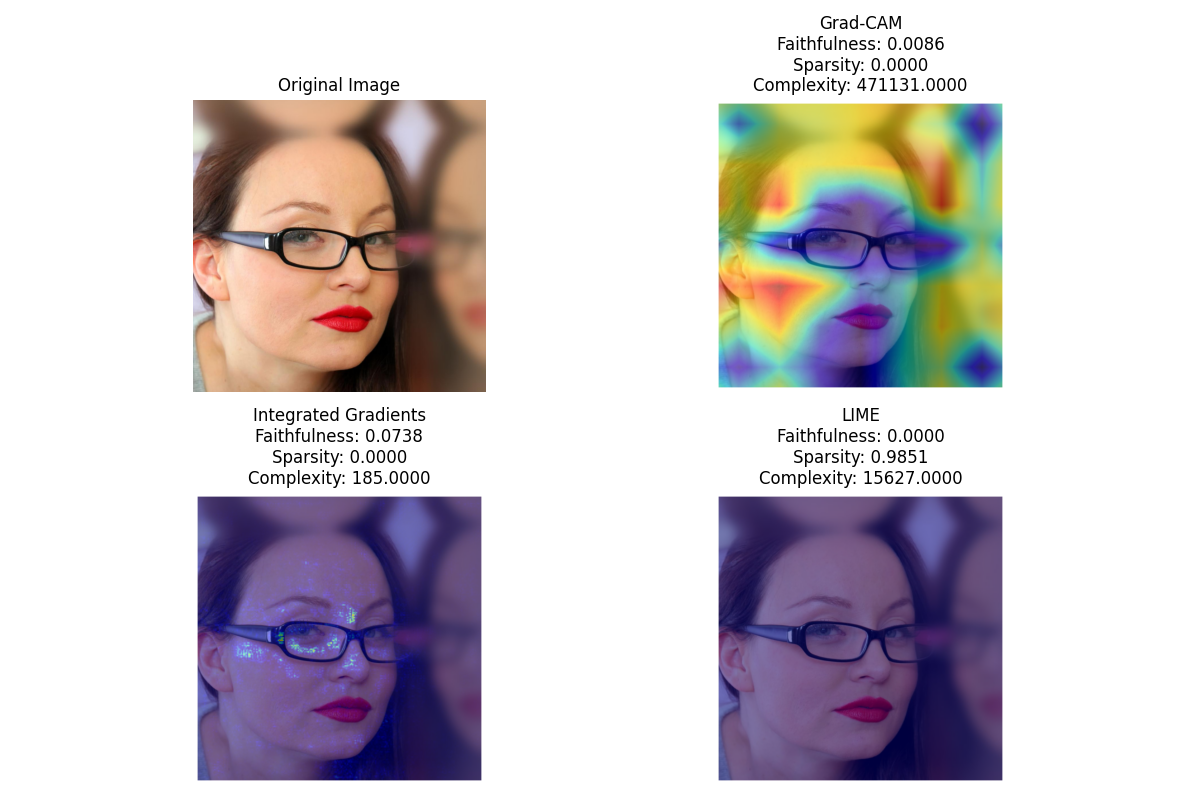 Original Image
Grad-CAM
Faithfulness: 0.0086
Sparsity: 0.0000
Complexity: 471131.0000
Integrated Gradients
Faithfulness: 0.0738
Sparsity: 0.0000
Complexity: 185.0000
LIME
Faithfulness: 0.0000
Sparsity: 0.9851
Complexity: 15627.0000